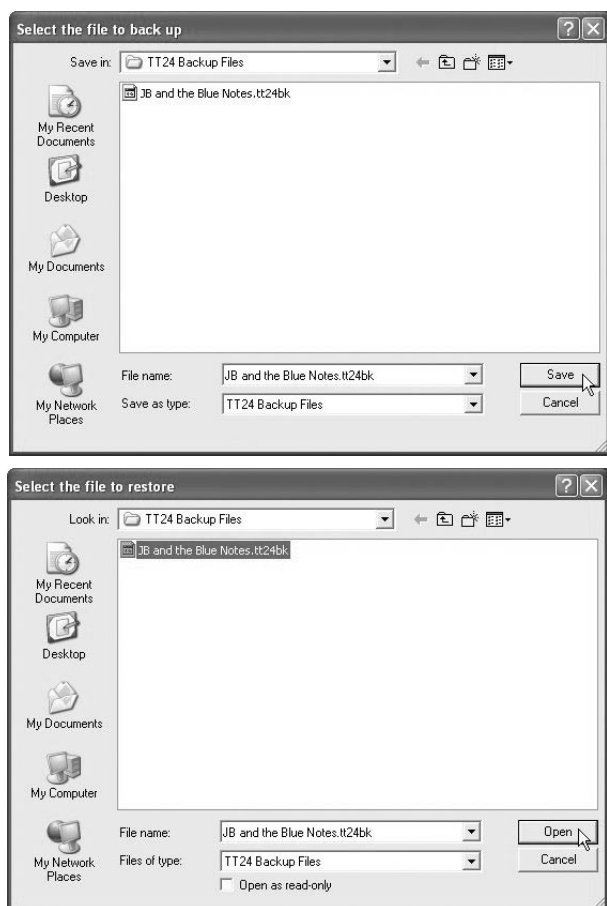 Select the file to back up
Save in: TT24 Backup Files
JB and the Blue Notes.tt24bk
My Recent
Documents
Desktop
My Documents
My Computer
My Network
Places
File name: JB and the Blue Notes.tt24bk Save
Save as type: TT24 Backup Files Cancel
Select the file to restore
Look in: TT24 Backup Files
JB and the Blue Notes.tt24bk
My Recent
Documents
Desktop
My Documents
My Computer
My Network
Places
File name: JB and the Blue Notes.tt24bk Open
Files of type: TT24 Backup Files Cancel
Open as read-only